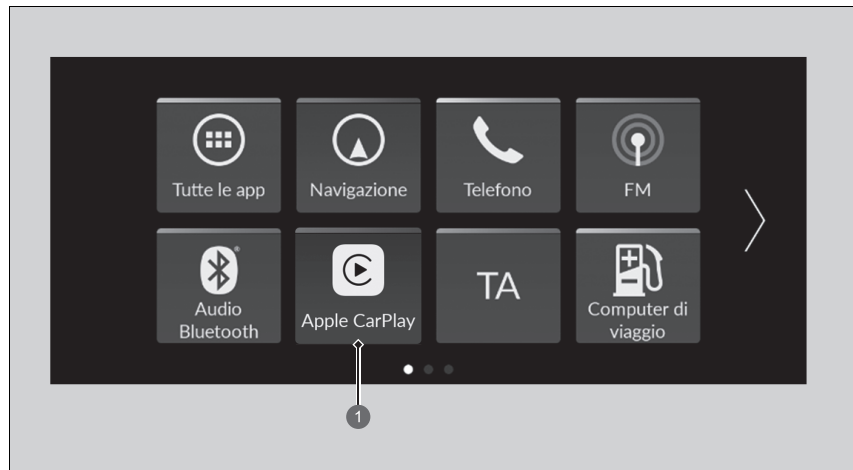 Tutte le app
Navigazione
Telefono
FM
Audio
Bluetooth
Apple CarPlay
TA
Computer di
viaggio
1